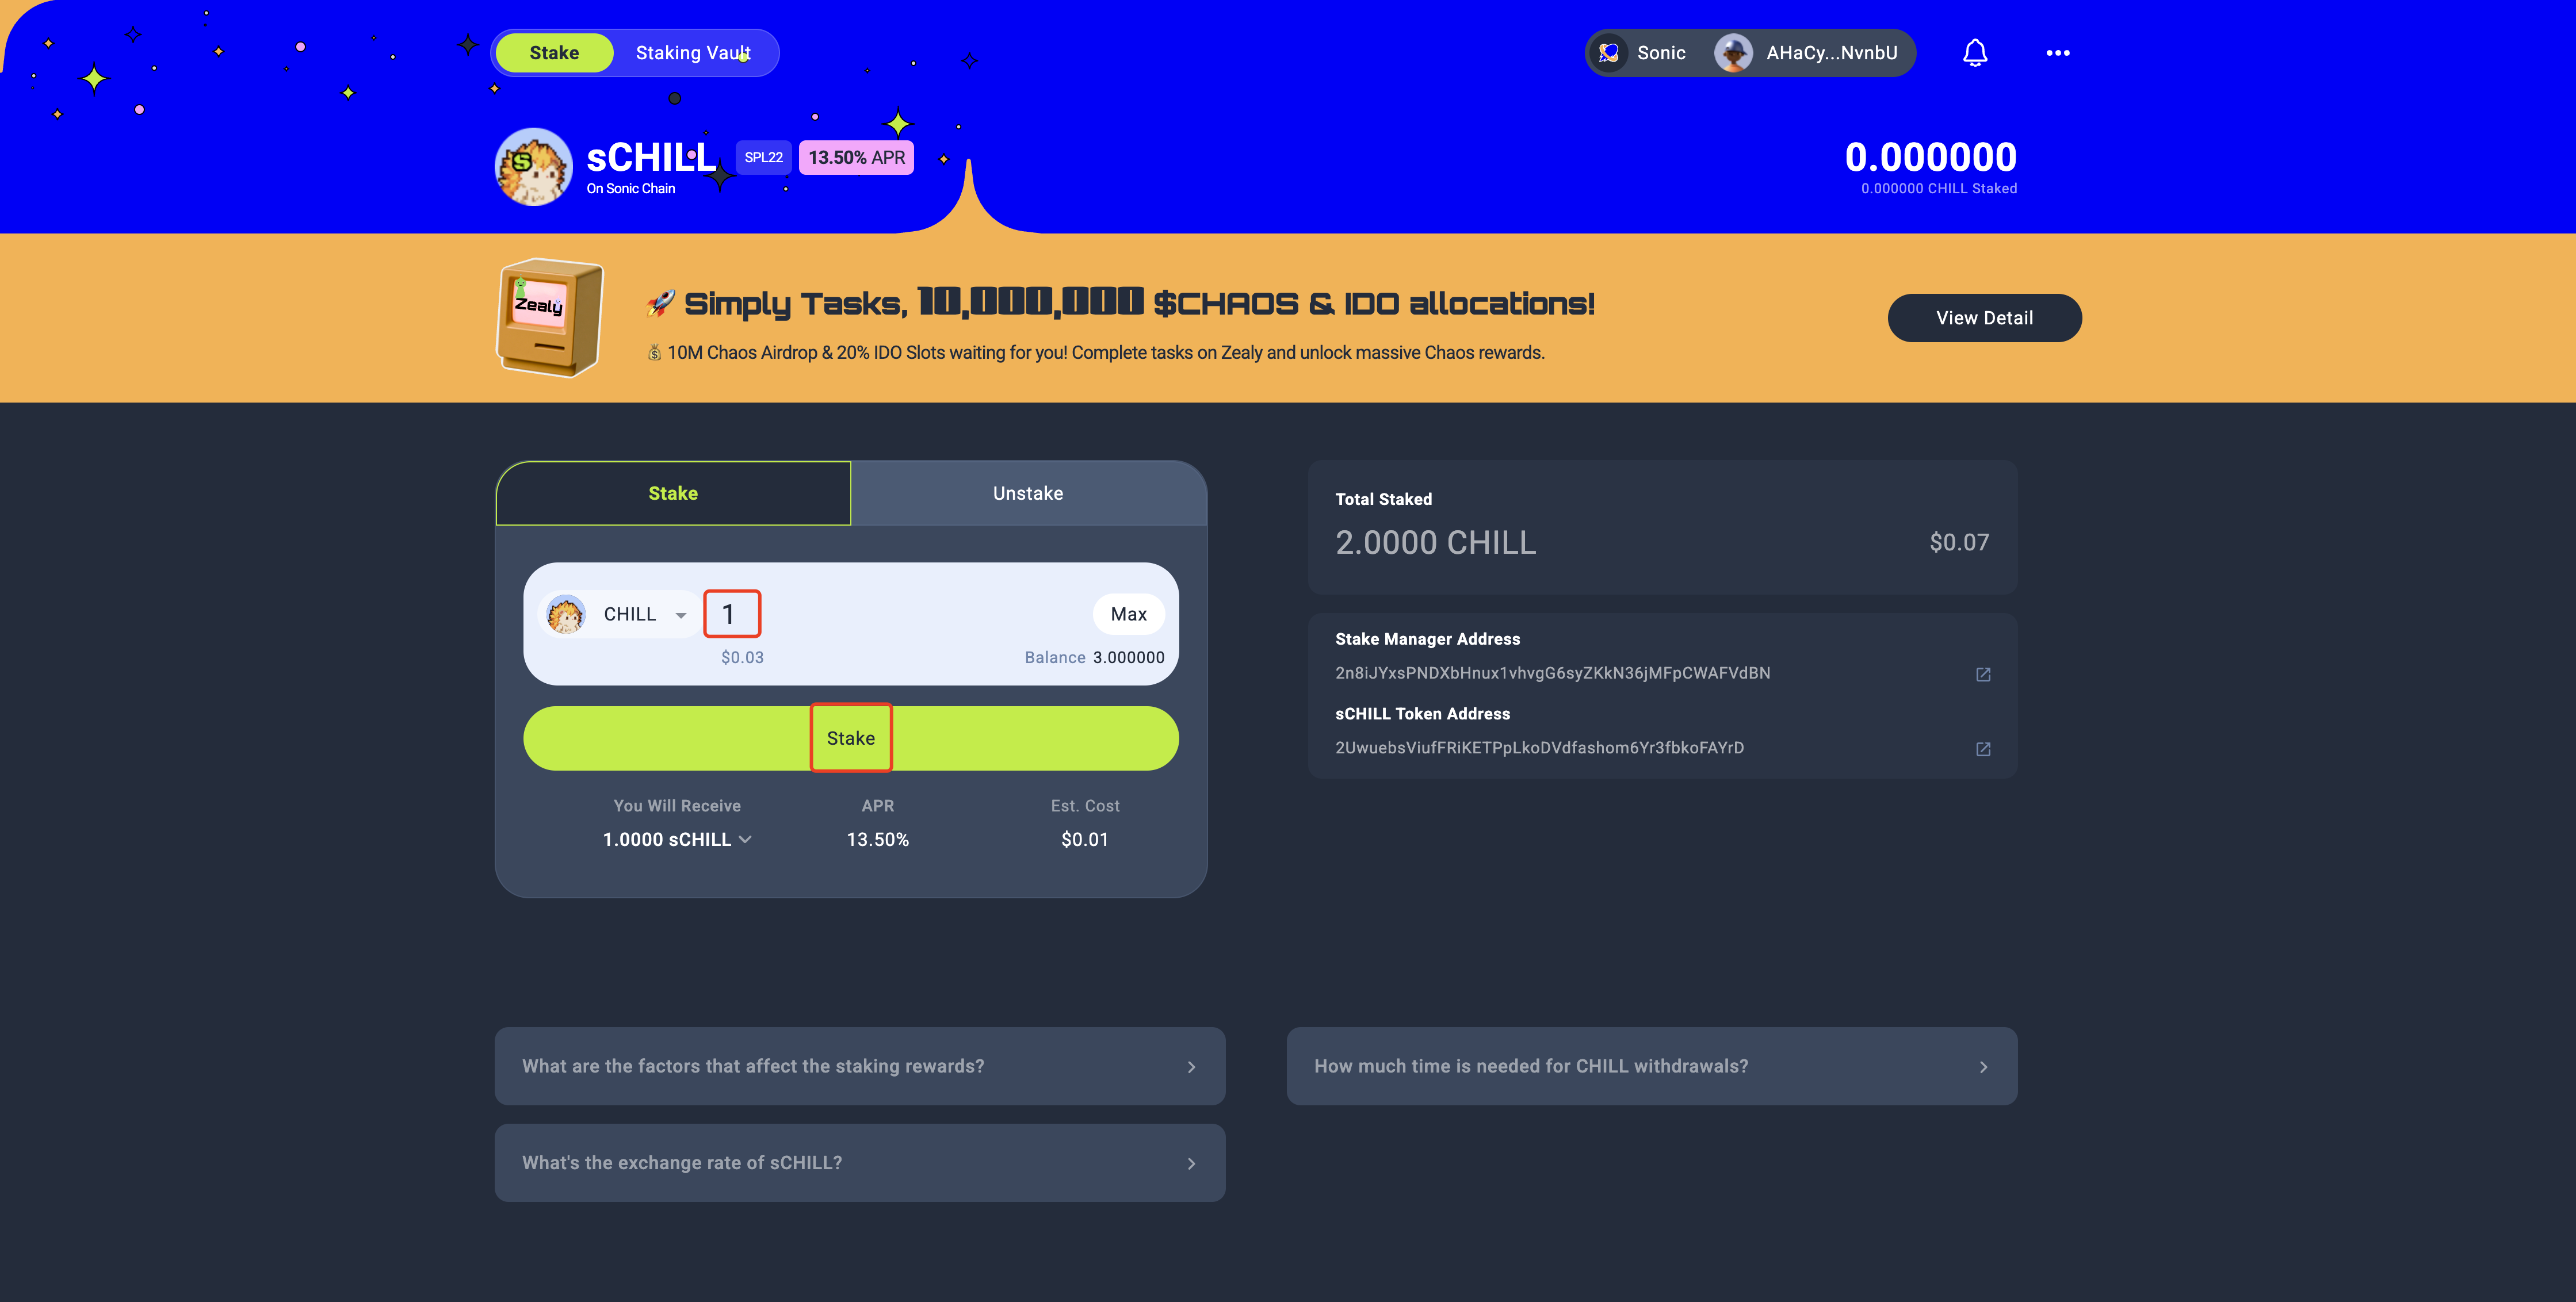 Stake
Staking Vault
Sonic
AHaCy...NvnbU
sCHILL
SPL22
13.50% APR
On Sonic Chain
0.000000
0.000000 CHILL Staked
Zealy
🚀 Simply Tasks, 10,000,000 $CHAOS & IDO allocations!
💰 10M Chaos Airdrop & 20% IDO Slots waiting for you! Complete tasks on Zealy and unlock massive Chaos rewards.
View Detail
Stake
Unstake
CHILL
1
Max
$0.03
Balance 3.000000
Stake
You Will Receive
APR
Est. Cost
1.0000 sCHILL
13.50%
$0.01
Total Staked
2.0000 CHILL
$0.07
Stake Manager Address
2n8iJYxsPNDXbHnux1vhvgG6syZKkN36jMFpCWAFVdBN
sCHILL Token Address
2UwuebsViufFRiKETPpLkoDVdfashom6Yr3fbkoFAYrD
What are the factors that affect the staking rewards?
How much time is needed for CHILL withdrawals?
What's the exchange rate of sCHILL?